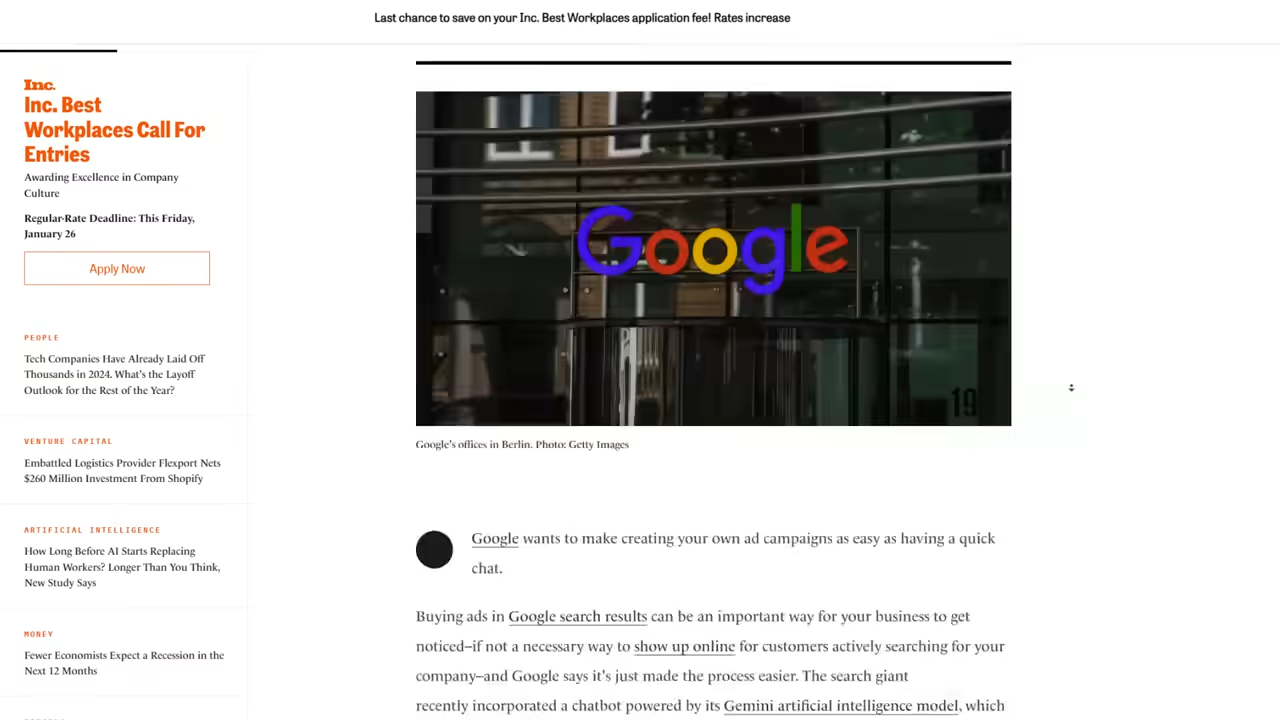 Last chance to save on your Inc. Best Workplaces application fee! Rates increase
Inc.
Inc. Best
Workplaces Call For
Entries
Awarding Excellence in Company
Culture
Regular-Rate Deadline: This Friday,
January 26
Apply Now
PEOPLE
Tech Companies Have Already Laid Off
Thousands in 2024. What's the Layoff
Outlook for the Rest of the Year?
VENTURE CAPITAL
Embattled Logistics Provider Flexport Nets
$260 Million Investment From Shopify
ARTIFICIAL INTELLIGENCE
How Long Before AI Starts Replacing
Human Workers? Longer Than You Think,
New Study Says
MONEY
Fewer Economists Expect a Recession in the
Next 12 Months
Google
19
Google's offices in Berlin. Photo: Getty Images
Google wants to make creating your own ad campaigns as easy as having a quick
chat.
Buying ads in Google search results can be an important way for your business to get
noticed–if not a necessary way to show up online for customers actively searching for your
company–and Google says it's just made the process easier. The search giant
recently incorporated a chatbot powered by its Gemini artificial intelligence model, which